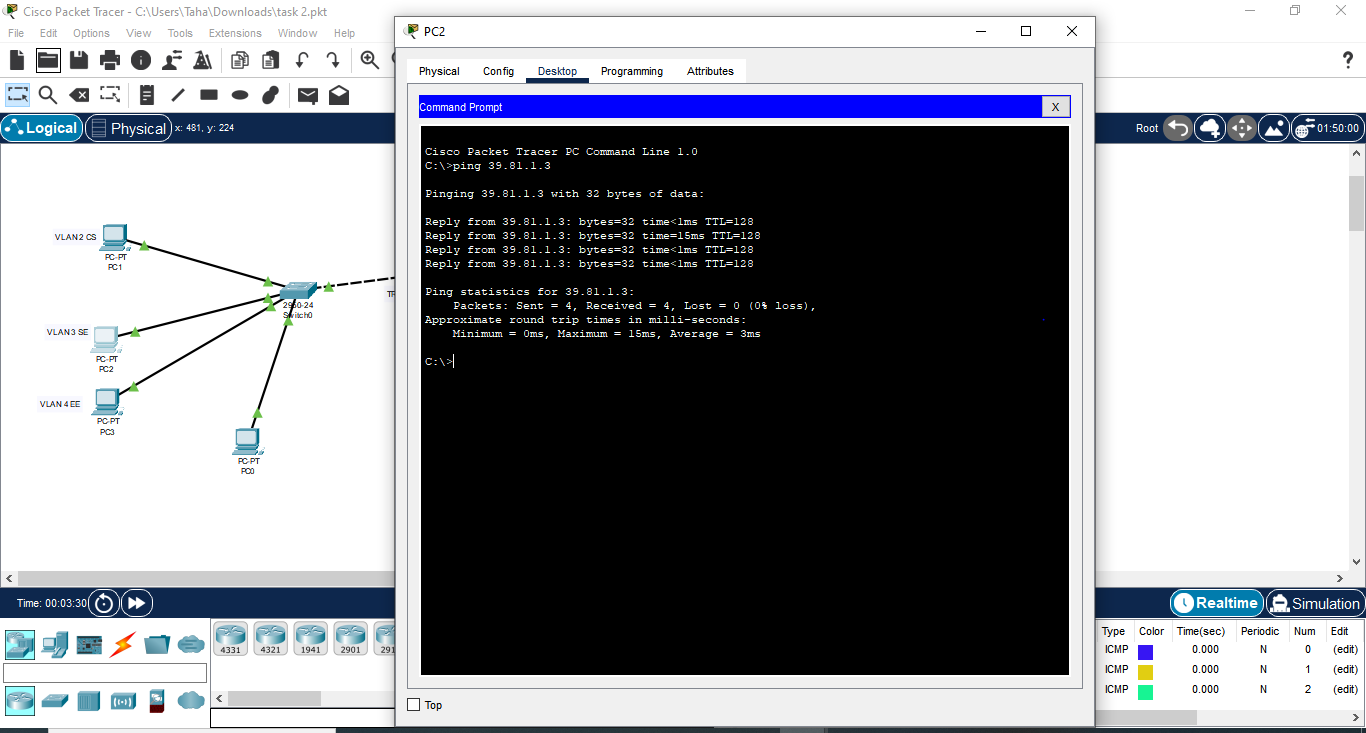 Cisco Packet Tracer - C:\Users\Taha\Downloads\task 2.pkt
File Edit Options View Tools Extensions Window Help
Logical Physical x: 481, y: 224
Root 01:50:00
VLAN 2 CS
PC-PT
PC1
2950-24
Switch0
VLAN 3 SE
PC-PT
PC2
VLAN 4 EE
PC-PT
PC3
PC-PT
PC0
PC2
Physical Config Desktop Programming Attributes
Command Prompt X
Cisco Packet Tracer PC Command Line 1.0
C:\>ping 39.81.1.3
Pinging 39.81.1.3 with 32 bytes of data:
Reply from 39.81.1.3: bytes=32 time<1ms TTL=128
Reply from 39.81.1.3: bytes=32 time=15ms TTL=128
Reply from 39.81.1.3: bytes=32 time<1ms TTL=128
Reply from 39.81.1.3: bytes=32 time<1ms TTL=128
Ping statistics for 39.81.1.3:
Packets: Sent = 4, Received = 4, Lost = 0 (0% loss),
Approximate round trip times in milli-seconds:
Minimum = 0ms, Maximum = 15ms, Average = 3ms
C:\>
Top
Time: 00:03:30
Realtime Simulation
4331 4321 1941 2901
Type Color Time(sec) Periodic Num Edit
ICMP 0.000 N 0 (edit)
ICMP 0.000 N 1 (edit)
ICMP 0.000 N 2 (edit)